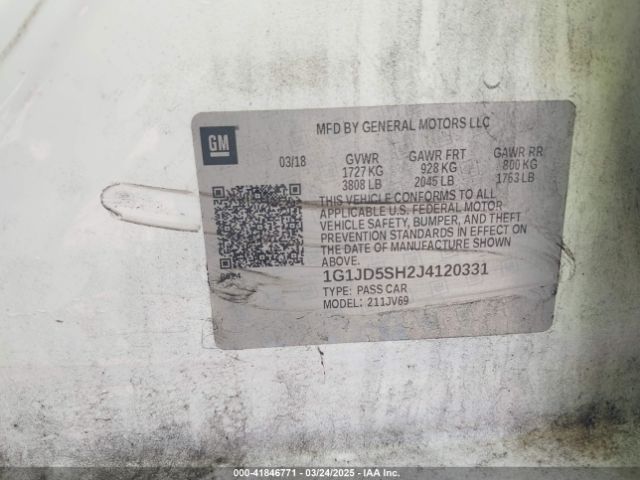 GM
MFD BY GENERAL MOTORS LLC
03/18 GVWR GAWR FRT GAWR RR
1727 KG 928 KG 800 KG
3808 LB 2045 LB 1763 LB
THIS VEHICLE CONFORMS TO ALL
APPLICABLE U.S. FEDERAL MOTOR
VEHICLE SAFETY, BUMPER, AND THEFT
PREVENTION STANDARDS IN EFFECT ON
THE DATE OF MANUFACTURE SHOWN
ABOVE.
1G1JD5SH2J4120331
TYPE: PASS CAR
MODEL: 211JV69
000-41846771 — 03/24/2025 — IAA Inc.